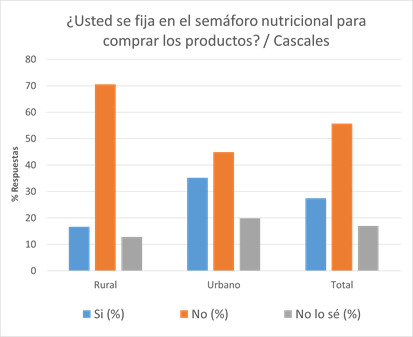 ¿Usted se fija en el semáforo nutricional para
comprar los productos? / Cascales
80
70
60
50
40
30
20
10
0
% Respuestas
Rural Urbano Total
Si (%) No (%) No lo sé (%)